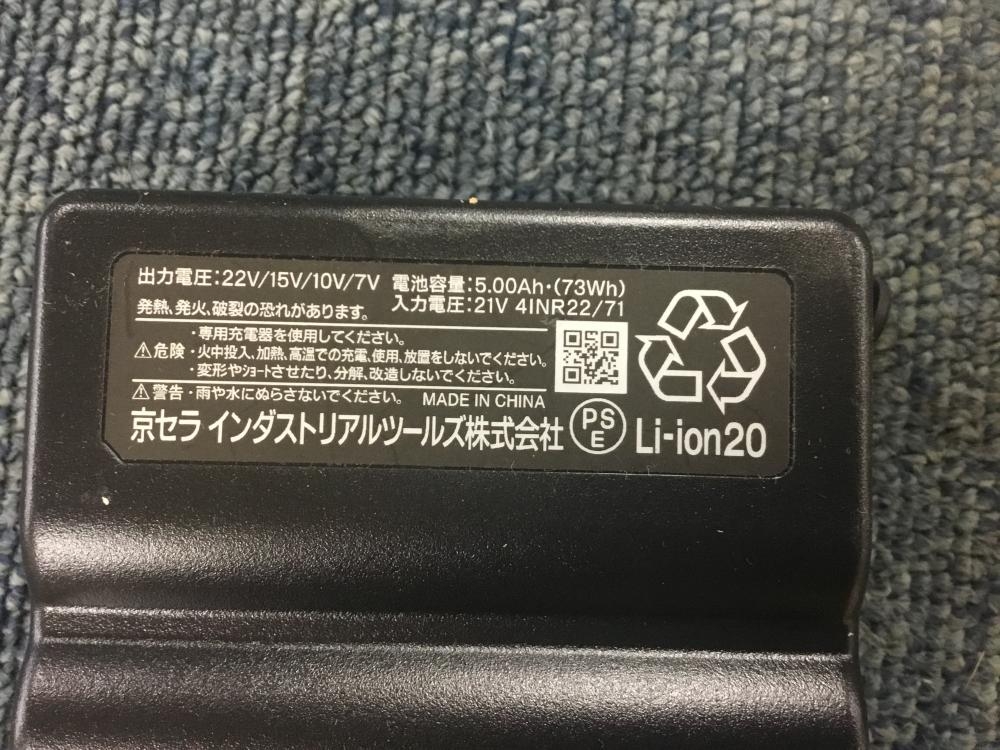 出力電圧:22V/15V/10V/7V 電池容量:5.00Ah・(73Wh)
発熱、発火、破裂の恐れがあります。 入力電圧:21V 4INR22/71
・専用充電器を使用してください。
⚠危険・火中投入、加熱、高温での充電、使用、放置をしないでください。
・変形やショートさせたり、分解、改造しないでください。
⚠警告・雨や水にぬらさないでください。 MADE IN CHINA
京セラ インダストリアルツールズ株式会社 PSE Li-ion20